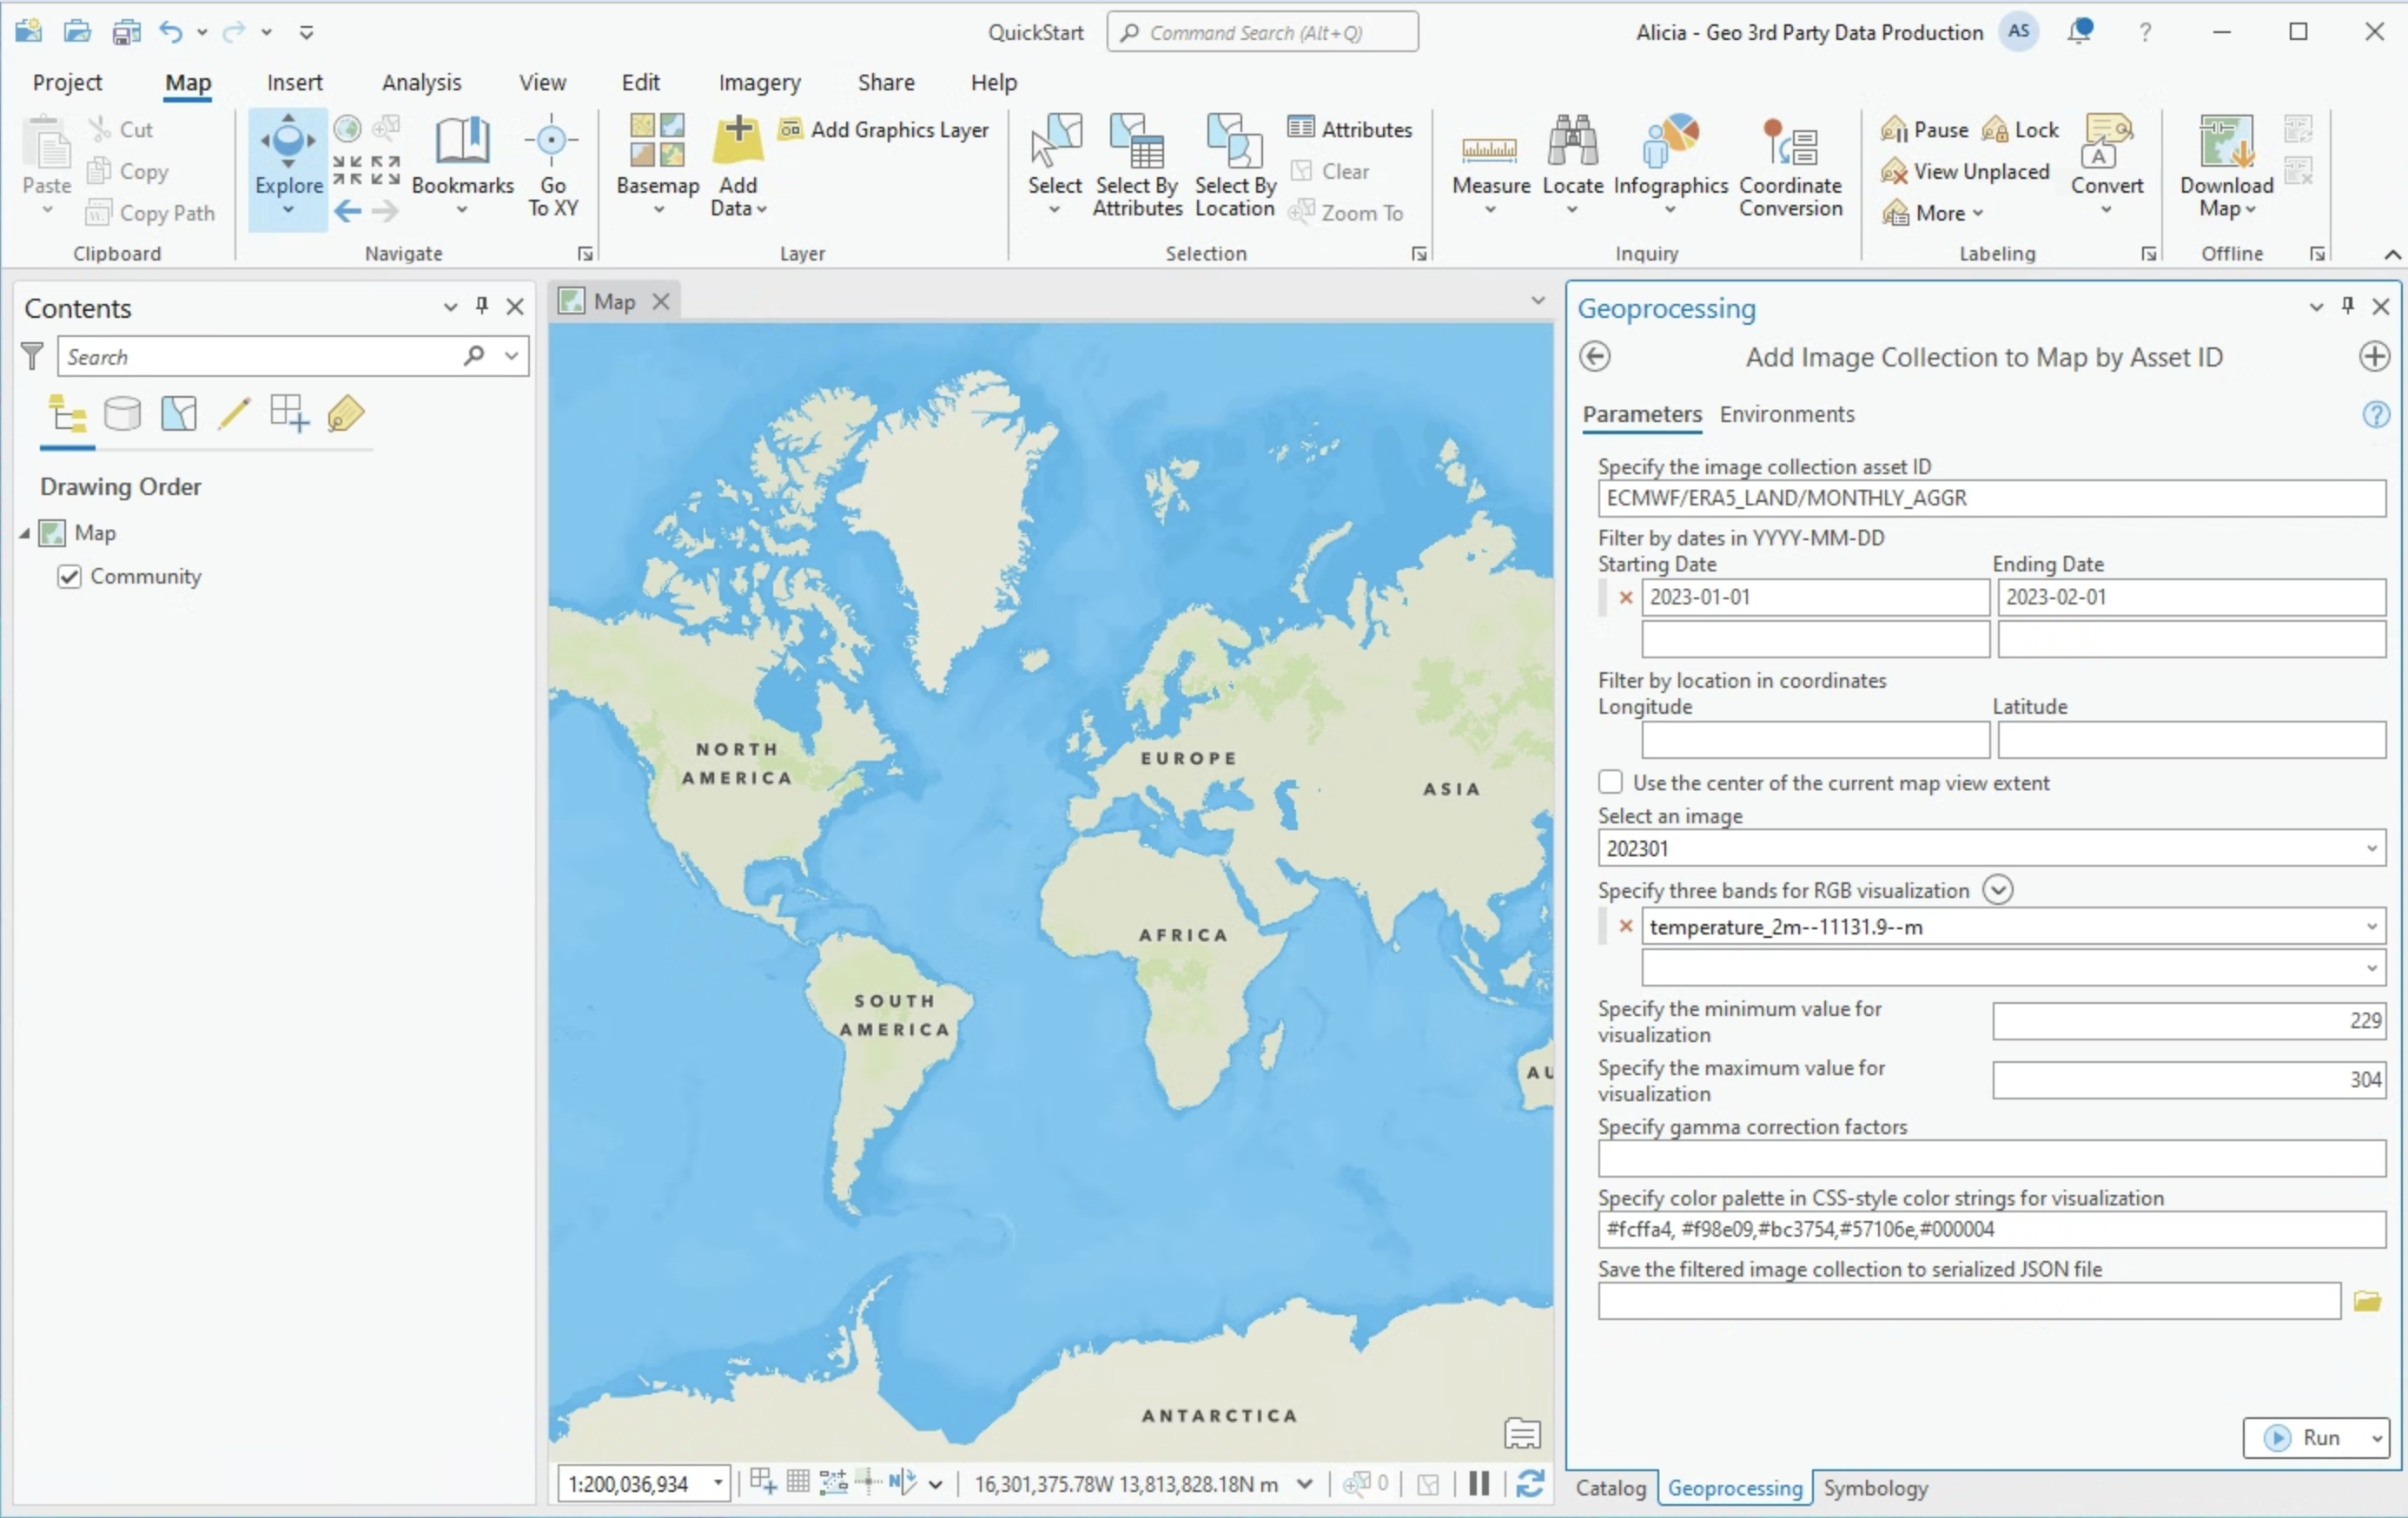 QuickStart
Command Search (Alt+Q)
Alicia - Geo 3rd Party Data Production
AS
?
Project
Map
Insert
Analysis
View
Edit
Imagery
Share
Help
Paste
Cut
Copy
Copy Path
Clipboard
Explore
Bookmarks
Go
To XY
Navigate
Basemap
Add
Data
Add Graphics Layer
Layer
Select
Select By
Attributes
Select By
Location
Attributes
Clear
Zoom To
Selection
Measure
Locate
Infographics
Coordinate
Conversion
Inquiry
Pause
Lock
View Unplaced
More
A
Convert
Labeling
Download
Map
Offline
Contents
Search
Drawing Order
Map
Community
Map
NORTH
AMERICA
EUROPE
ASIA
AFRICA
SOUTH
AMERICA
AU
ANTARCTICA
1:200,036,934
N
16,301,375.78W 13,813,828.18N m
0
Geoprocessing
Add Image Collection to Map by Asset ID
Parameters
Environments
?
Specify the image collection asset ID
ECMWF/ERA5_LAND/MONTHLY_AGGR
Filter by dates in YYYY-MM-DD
Starting Date
Ending Date
2023-01-01
2023-02-01
Filter by location in coordinates
Longitude
Latitude
Use the center of the current map view extent
Select an image
202301
Specify three bands for RGB visualization
temperature_2m--11131.9--m
Specify the minimum value for
visualization
229
Specify the maximum value for
visualization
304
Specify gamma correction factors
Specify color palette in CSS-style color strings for visualization
#fcffa4, #f98e09,#bc3754,#57106e,#000004
Save the filtered image collection to serialized JSON file
Run
Catalog
Geoprocessing
Symbology